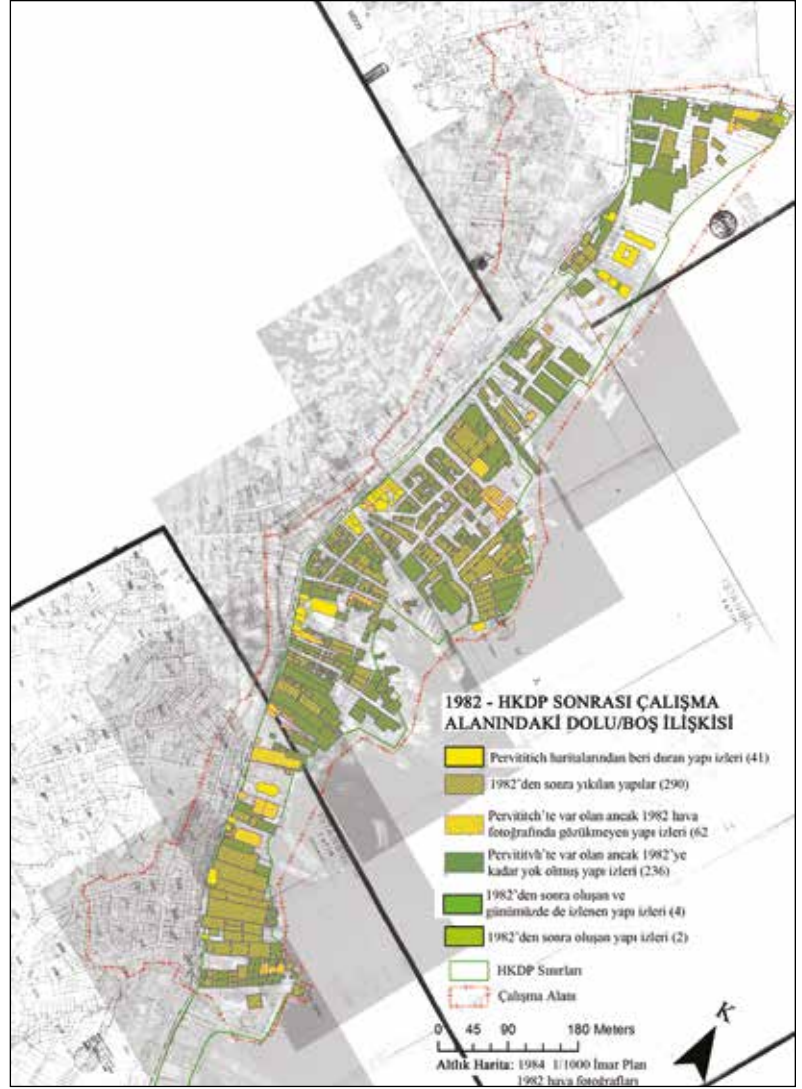 1982 - HKDP SONRASI ÇALIŞMA
ALANINDAKİ DOLU/BOŞ İLİŞKİSİ
Pervititich haritalarından beri duran yapı izleri (41)
1982'den sonra yıkılan yapılar (290)
Pervititch'te var olan ancak 1982 hava
fotoğrafında gözükmeyen yapı izleri (62
Pervititvh'te var olan ancak 1982'ye
kadar yok olmuş yapı izleri (236)
1982'den sonra oluşan ve
günümüzde de izlenen yapı izleri (4)
1982'den sonra oluşan yapı izleri (2)
HKDP Sınırları
Çalışma Alanı
K
0 45 90 180 Meters
Altlık Harita: 1984 1/1000 İmar Plan
1982 hava fotoğrafları